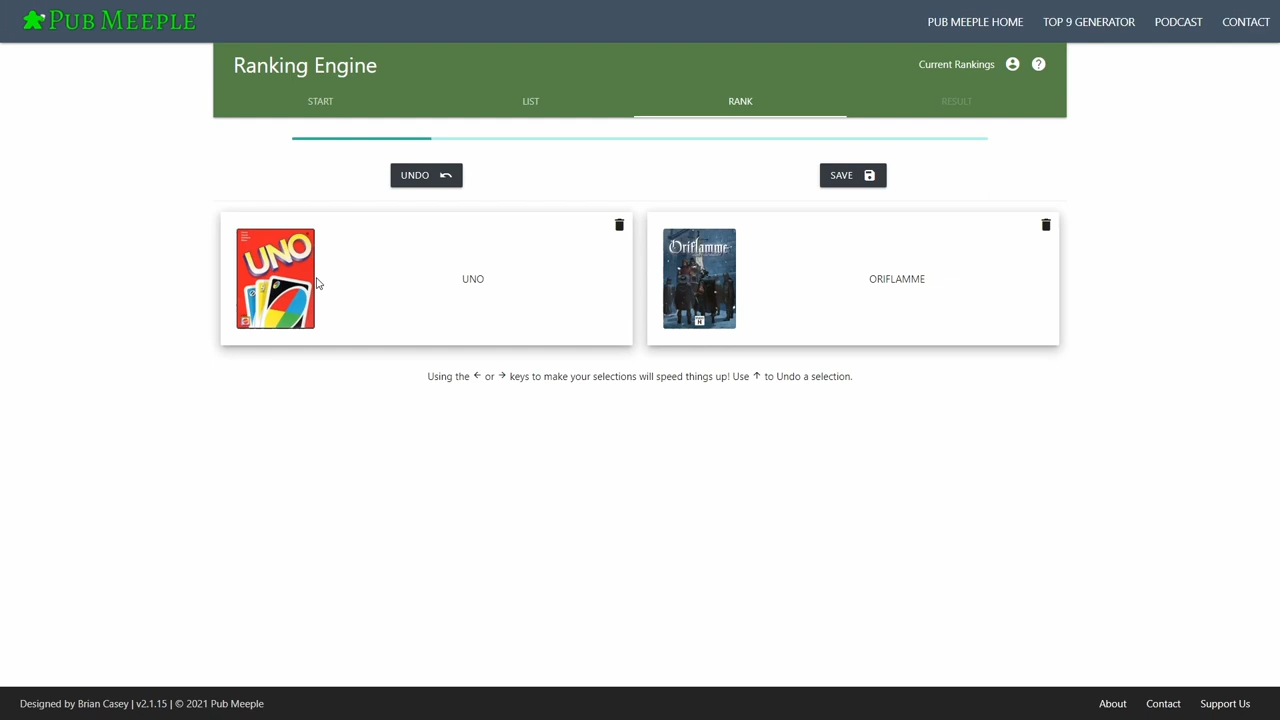 Pub Meeple
PUB MEEPLE HOME TOP 9 GENERATOR PODCAST CONTACT
Ranking Engine
Current Rankings
START LIST RANK RESULT
UNDO SAVE
UNO
UNO
Oriflamme
ORIFLAMME
Using the ← or → keys to make your selections will speed things up! Use ↑ to Undo a selection.
Designed by Brian Casey | v2.1.15 | © 2021 Pub Meeple
About Contact Support Us